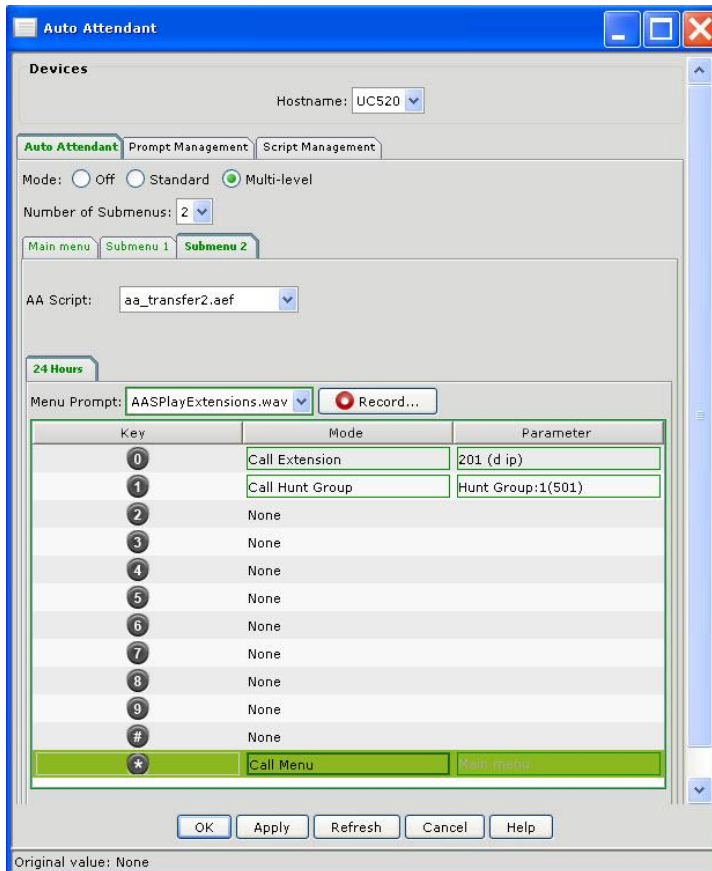 Auto Attendant
Devices
Hostname: UC520
Auto Attendant Prompt Management Script Management
Mode: Off Standard Multi-level
Number of Submenus: 2
Main menu Submenu 1 Submenu 2
AA Script: aa_transfer2.aef
24 Hours
Menu Prompt: AASPlayExtensions.wav Record...
Key Mode Parameter
0 Call Extension 201 (d ip)
1 Call Hunt Group Hunt Group:1(501)
2 None
3 None
4 None
5 None
6 None
7 None
8 None
9 None
# None
* Call Menu Main menu
OK Apply Refresh Cancel Help
Original value: None